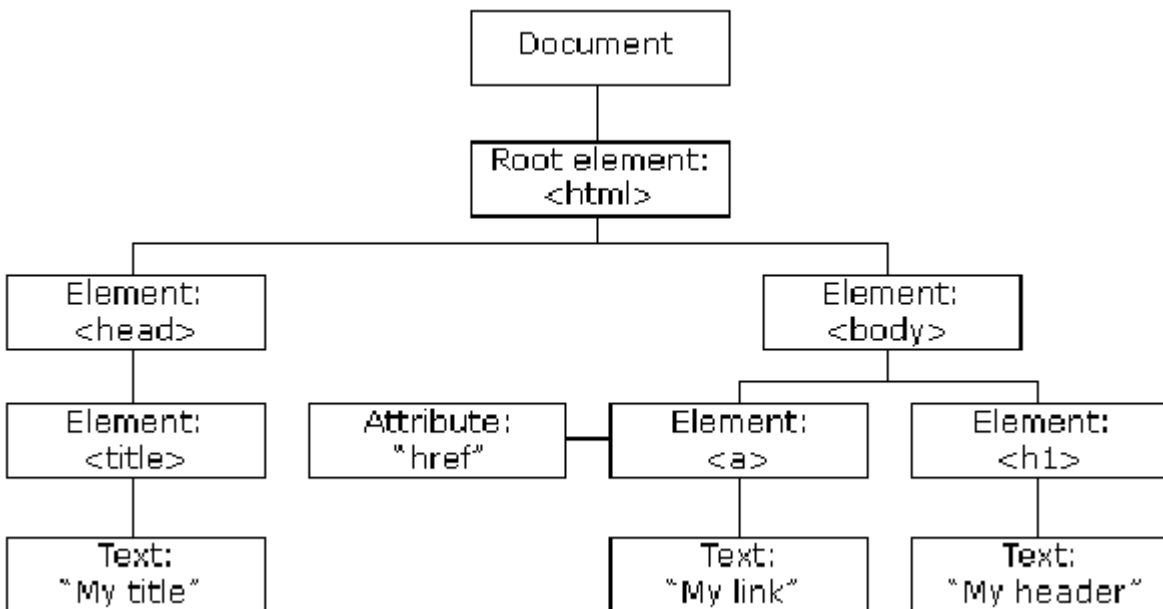 Document
Root element:
<html>
Element:
<head>
Element:
<body>
Element:
<title>
Attribute:
“href”
Element:
<a>
Element:
<h1>
Text:
“My title”
Text:
“My link”
Text:
“My header”